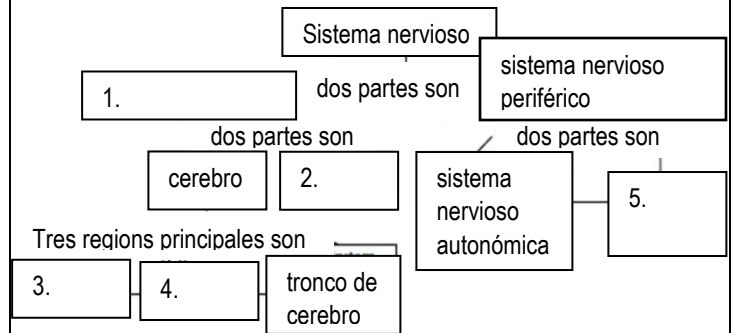 Sistema nervioso
sistema nervioso
periférico
dos partes son
1.
dos partes son
dos partes son
cerebro
2.
sistema
nervioso
autonómica
5.
Tres regions principales son
3.
4.
tronco de
cerebro